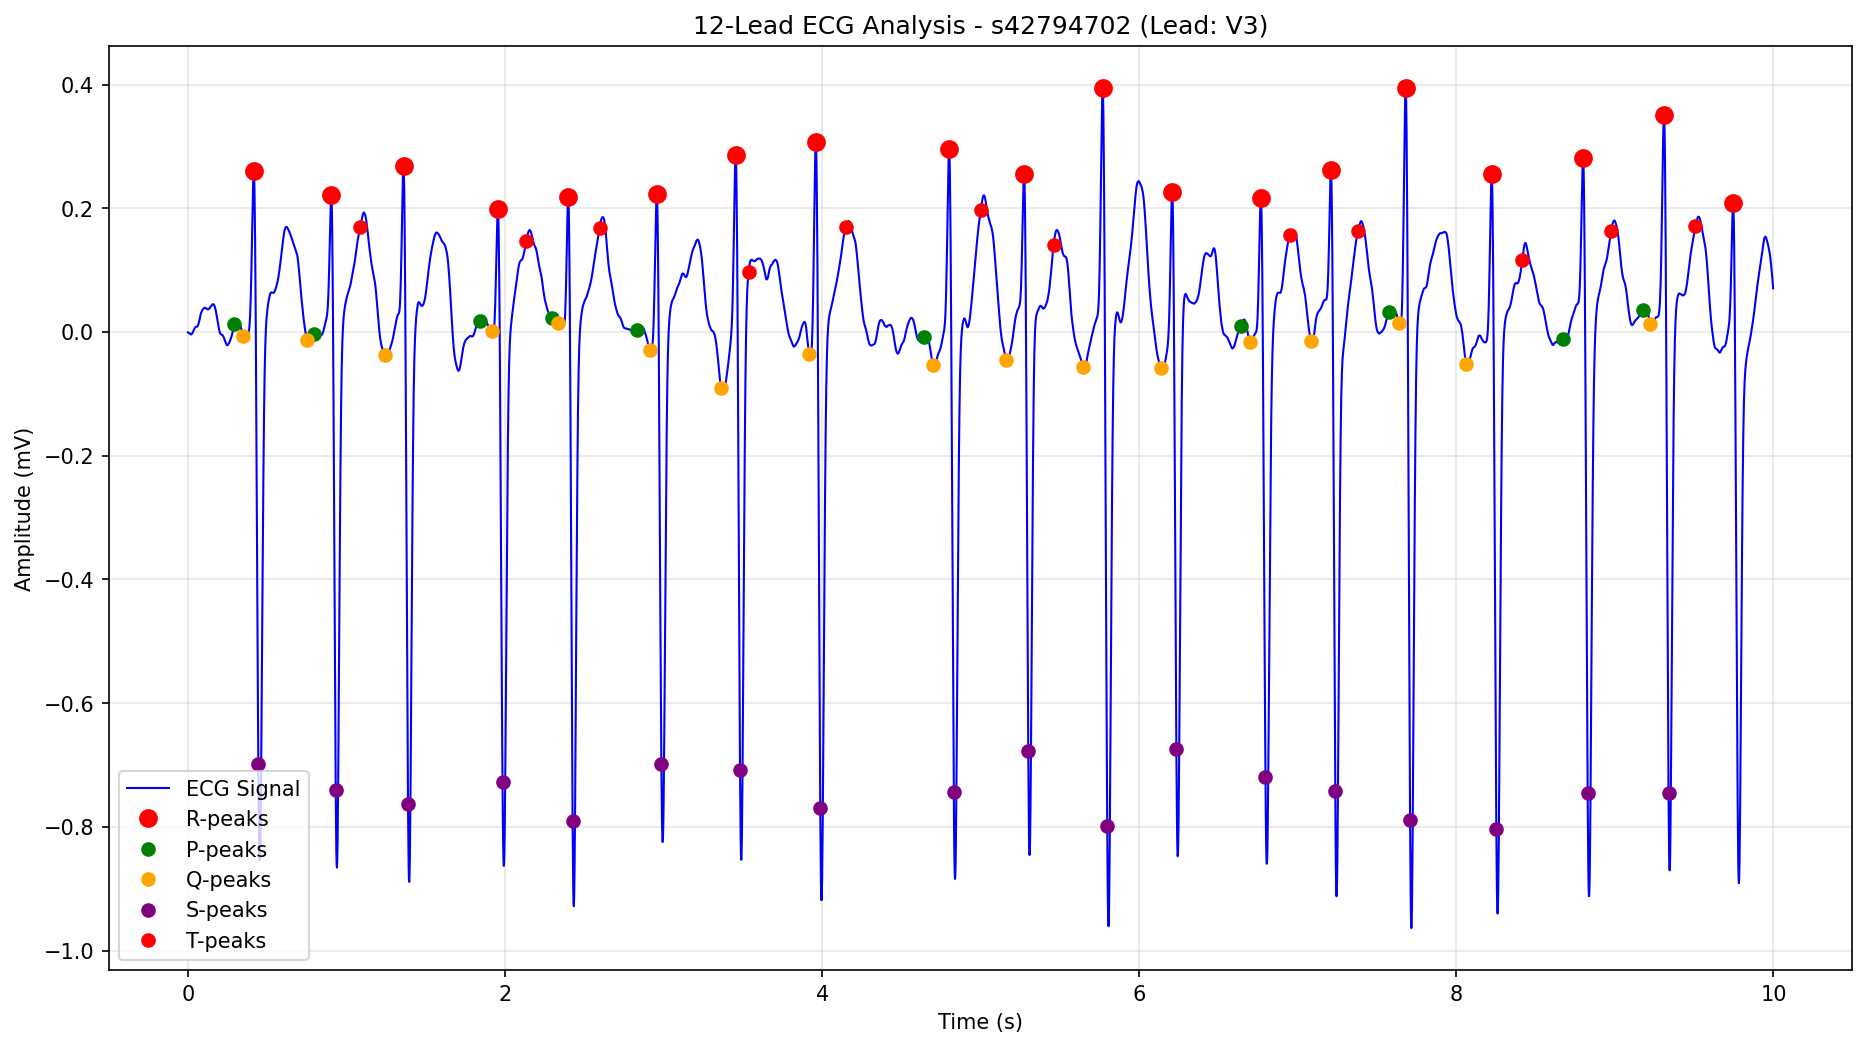 12-Lead ECG Analysis - s42794702 (Lead: V3)
Amplitude (mV)
0.4
0.2
0.0
−0.2
−0.4
−0.6
−0.8
−1.0
ECG Signal
R-peaks
P-peaks
Q-peaks
S-peaks
T-peaks
0 2 4 6 8 10
Time (s)